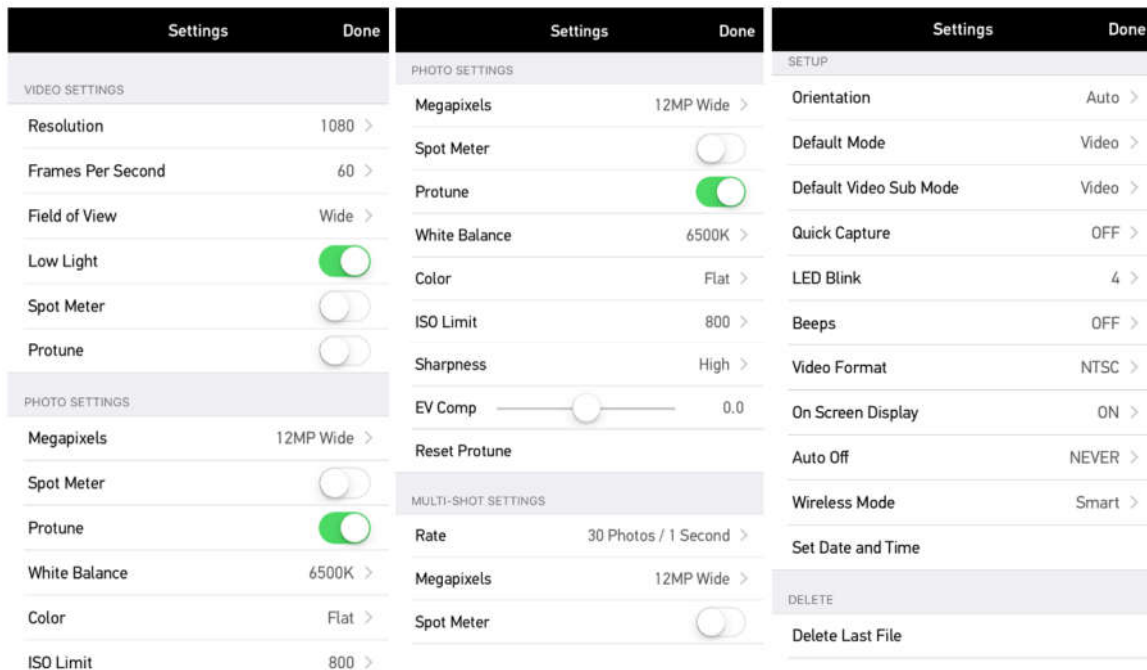 Settings Done
VIDEO SETTINGS
Resolution 1080
Frames Per Second 60
Field of View Wide
Low Light
Spot Meter
Protune
PHOTO SETTINGS
Megapixels 12MP Wide
Spot Meter
Protune
White Balance 6500K
Color Flat
ISO Limit 800
Settings Done
PHOTO SETTINGS
Megapixels 12MP Wide
Spot Meter
Protune
White Balance 6500K
Color Flat
ISO Limit 800
Sharpness High
EV Comp 0.0
Reset Protune
MULTI-SHOT SETTINGS
Rate 30 Photos / 1 Second
Megapixels 12MP Wide
Spot Meter
Settings Done
SETUP
Orientation Auto
Default Mode Video
Default Video Sub Mode Video
Quick Capture OFF
LED Blink 4
Beeps OFF
Video Format NTSC
On Screen Display ON
Auto Off NEVER
Wireless Mode Smart
Set Date and Time
DELETE
Delete Last File